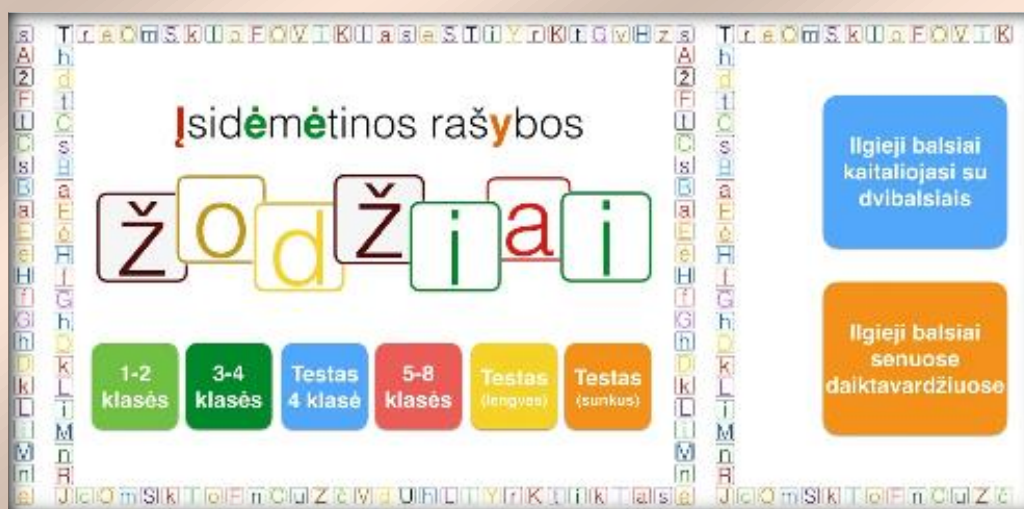 Įsidėmėtinos rašybos
žodžiai
1-2
klasės
3-4
klasės
Testas
4 klasė
5-8
klasės
Testas
(lengvas)
Testas
(sunkus)
Ilgieji balsiai
kaitaliojasi su
dvibalsiais
Ilgieji balsiai
senuose
daiktavardžiuose